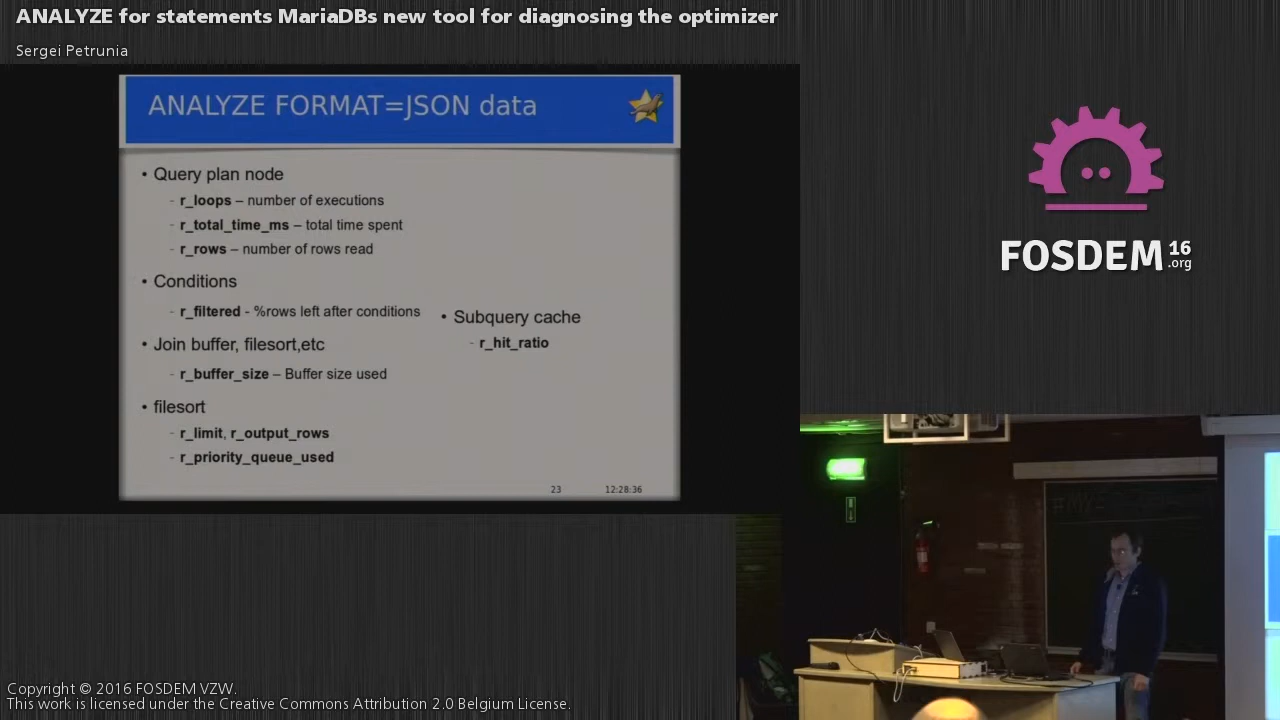 ANALYZE for statements MariaDBs new tool for diagnosing the optimizer
Sergei Petrunia
ANALYZE FORMAT=JSON data
• Query plan node
- r_loops – number of executions
- r_total_time_ms – total time spent
- r_rows – number of rows read
• Conditions
- r_filtered - %rows left after conditions
• Join buffer, filesort,etc
- r_buffer_size – Buffer size used
• filesort
- r_limit, r_output_rows
- r_priority_queue_used
• Subquery cache
- r_hit_ratio
23
12:28:36
FOSDEM 16
.org
Copyright © 2016 FOSDEM VZW.
This work is licensed under the Creative Commons Attribution 2.0 Belgium License.